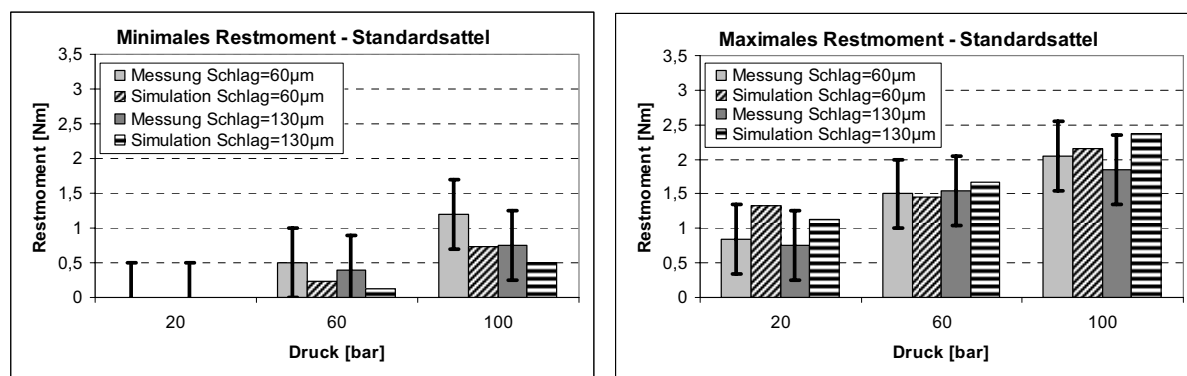 Minimales Restmoment - Standardsattel
Restmoment [Nm]
3,5
3
2,5
2
1,5
1
0,5
0
Messung Schlag=60µm
Simulation Schlag=60µm
Messung Schlag=130µm
Simulation Schlag=130µm
20 60 100
Druck [bar]
Maximales Restmoment - Standardsattel
Restmoment [Nm]
3,5
3
2,5
2
1,5
1
0,5
0
Messung Schlag=60µm
Simulation Schlag=60µm
Messung Schlag=130µm
Simulation Schlag=130µm
20 60 100
Druck [bar]